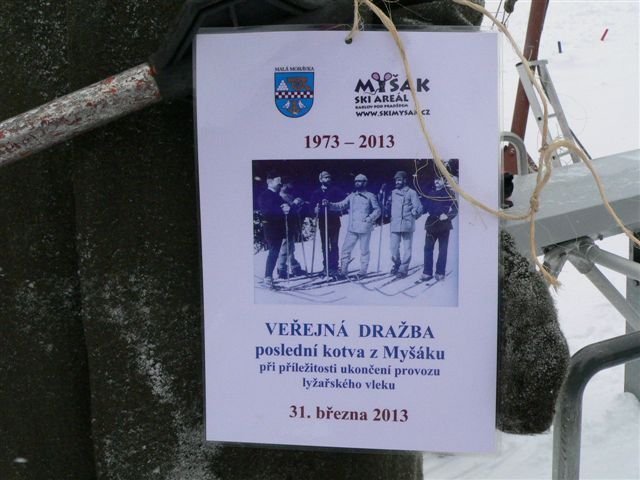 MALÁ MORÁVKA
MYŠAK
SKI AREÁL
KARLOV POD PRADĚDEM
WWW.SKIMYSAK.CZ
1973 – 2013
VEŘEJNÁ DRAŽBA
poslední kotva z Myšáku
při příležitosti ukončení provozu
lyžařského vleku
31. března 2013